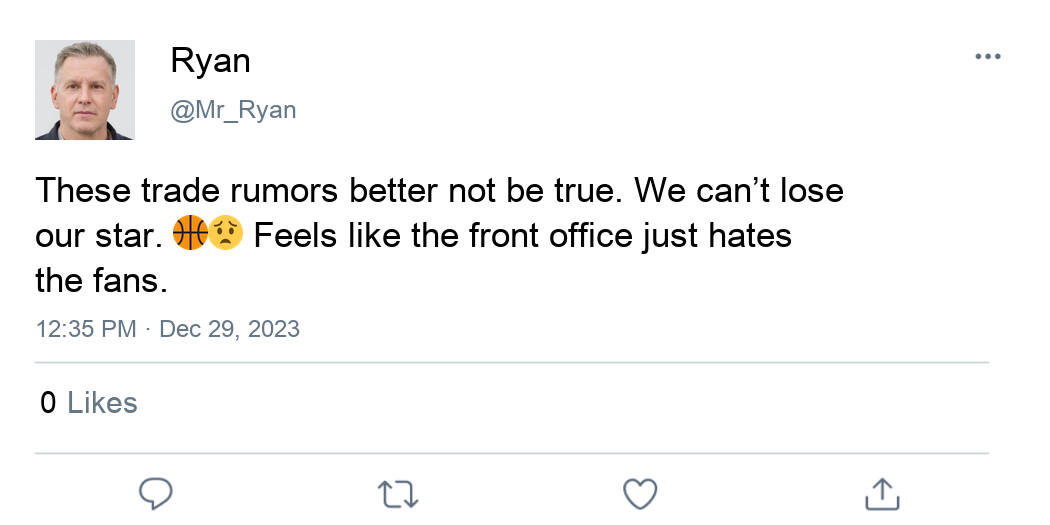 Ryan
@Mr_Ryan
These trade rumors better not be true. We can’t lose
our star. 🏀😟 Feels like the front office just hates
the fans.
12:35 PM · Dec 29, 2023
0 Likes